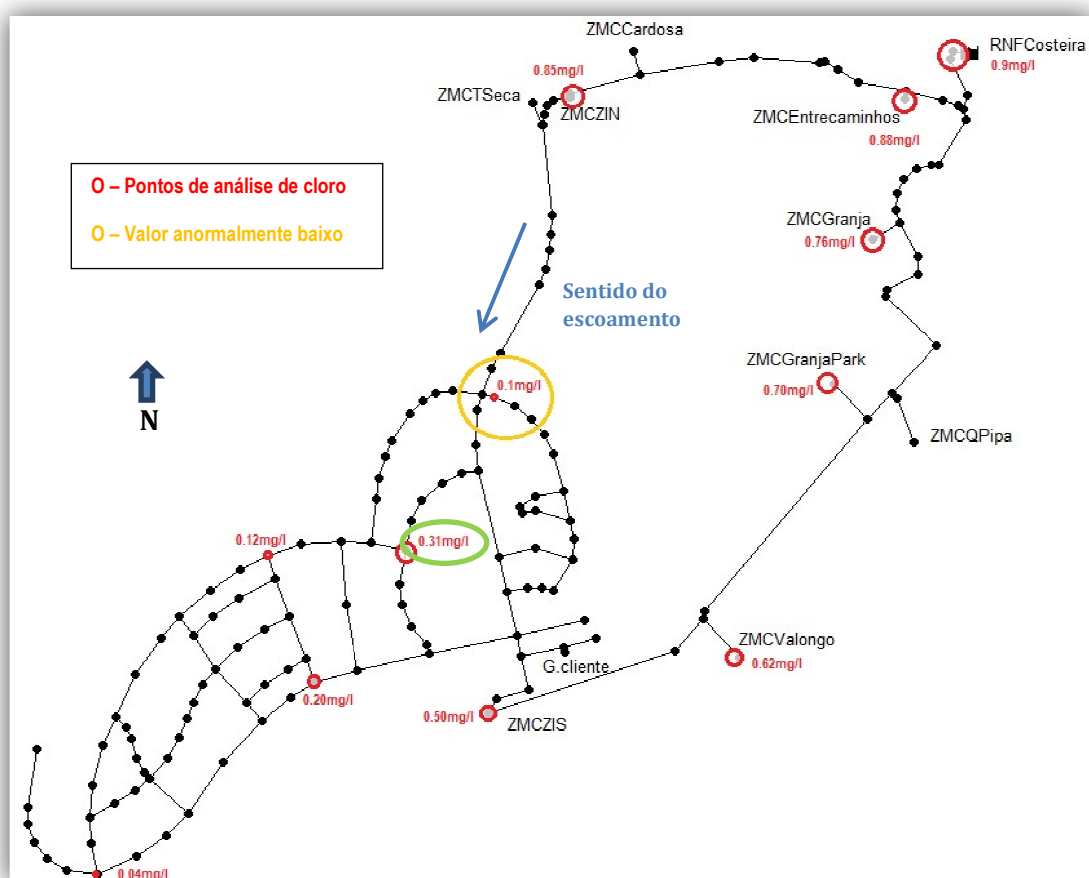 ZMCCardosa
RNFCosteira
0.9mg/l
0.85mg/l
ZMCTSeca
ZMCZIN
ZMCEntrecaminhos
0.88mg/l
O – Pontos de análise de cloro
O – Valor anormalmente baixo
ZMCGranja
0.76mg/l
Sentido do
escoamento
N
ZMCGranjaPark
0.70mg/l
0.1mg/l
ZMCQPipa
0.12mg/l
0.31mg/l
ZMCValongo
0.62mg/l
G.cliente
0.20mg/l
0.50mg/l
ZMCZIS
0.04mg/l